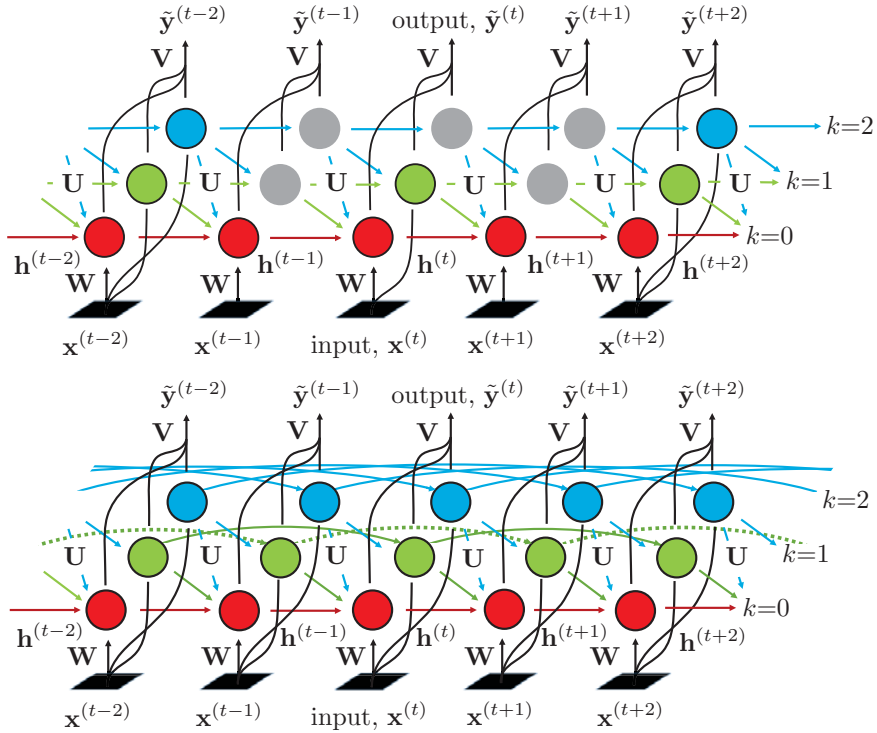 ỹ^(t−2) ỹ^(t−1) output, ỹ^(t) ỹ^(t+1) ỹ^(t+2)
V V V V V
k=2
U U U U U k=1
k=0
h^(t−2) h^(t−1) h^(t) h^(t+1) h^(t+2)
W W W W W
x^(t−2) x^(t−1) input, x^(t) x^(t+1) x^(t+2)
ỹ^(t−2) ỹ^(t−1) output, ỹ^(t) ỹ^(t+1) ỹ^(t+2)
V V V V V
k=2
U U U U U k=1
k=0
h^(t−2) h^(t−1) h^(t) h^(t+1) h^(t+2)
W W W W W
x^(t−2) x^(t−1) input, x^(t) x^(t+1) x^(t+2)